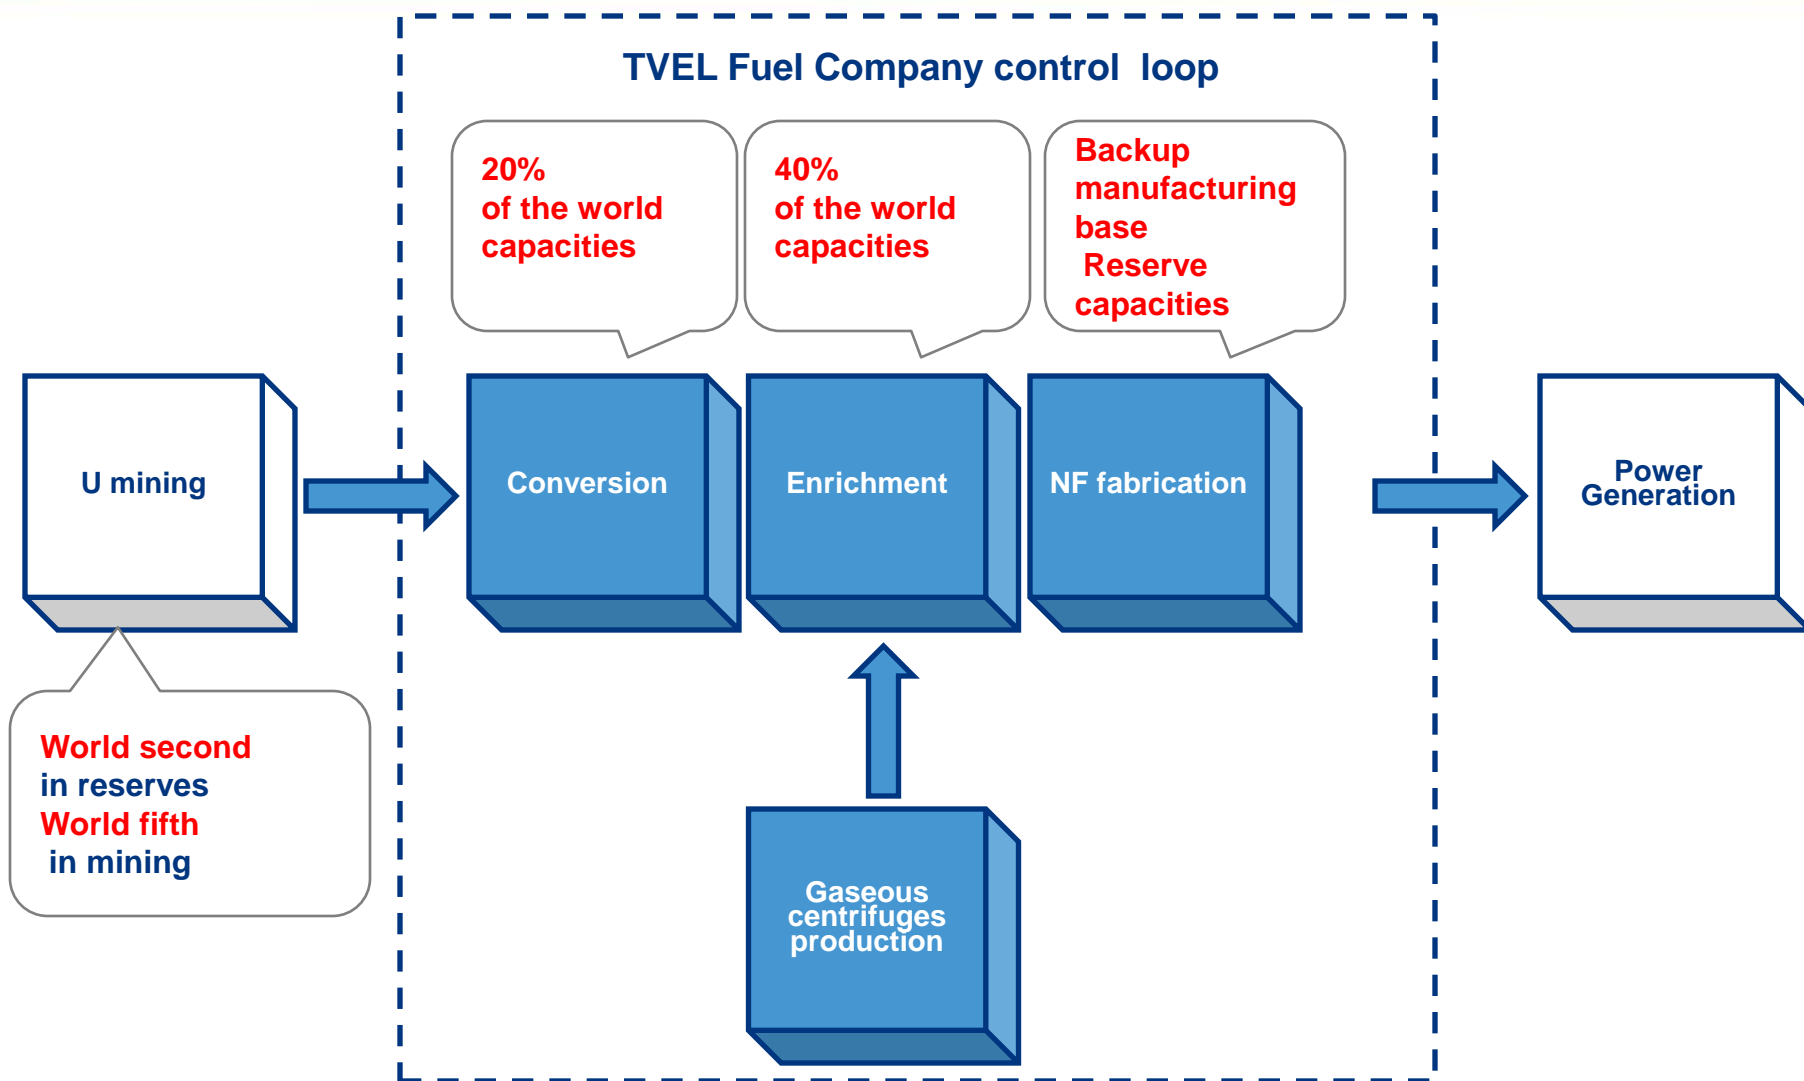 TVEL Fuel Company control loop
20%
of the world
capacities
40%
of the world
capacities
Backup
manufacturing
base
Reserve
capacities
U mining
Conversion
Enrichment
NF fabrication
Power
Generation
World second
in reserves
World fifth
in mining
Gaseous
centrifuges
production